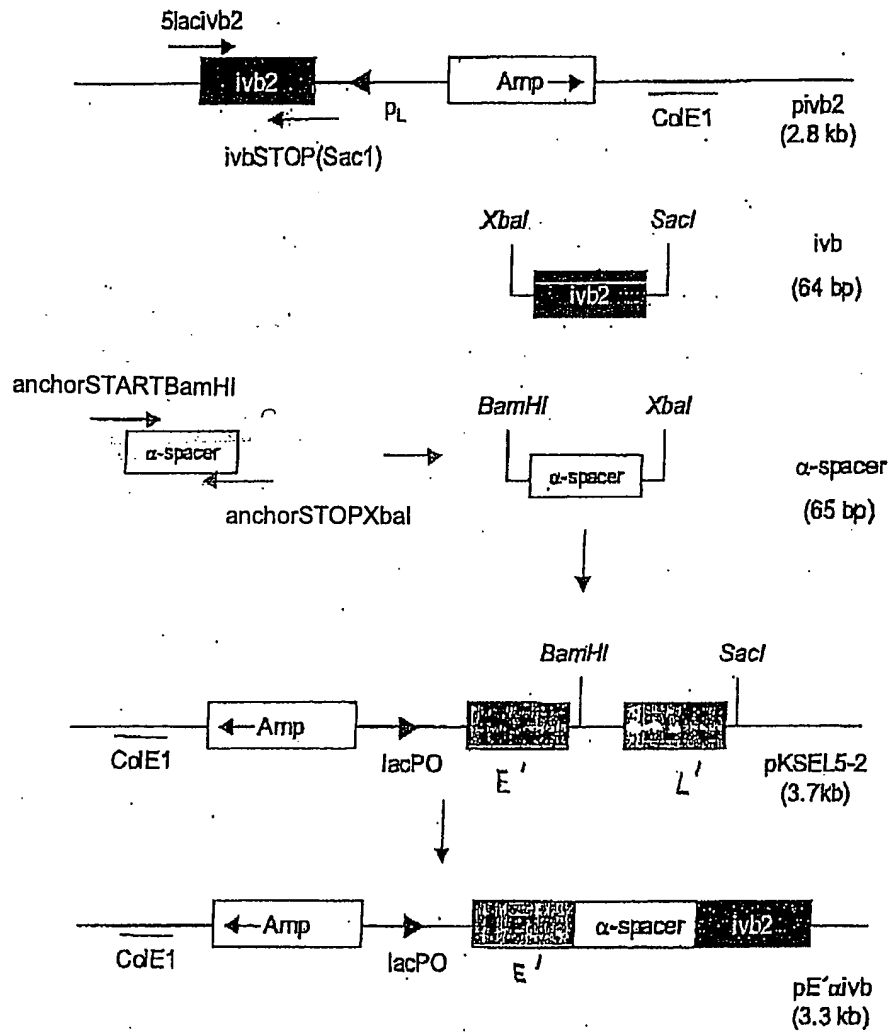 5lacivb2
ivb2
Amp
pL
ColE1
pivb2
(2.8 kb)
ivbSTOP(Sac1)
XbaI
SacI
ivb
ivb2
(64 bp)
anchorSTARTBamHI
BamHI
XbaI
α-spacer
α-spacer
α-spacer
anchorSTOPXbaI
(65 bp)
BamHI
SacI
Amp
ColE1
lacPO
E'
L'
pKSEL5-2
(3.7kb)
Amp
α-spacer
ivb2
ColE1
lacPO
E'
pE'αivb
(3.3 kb)